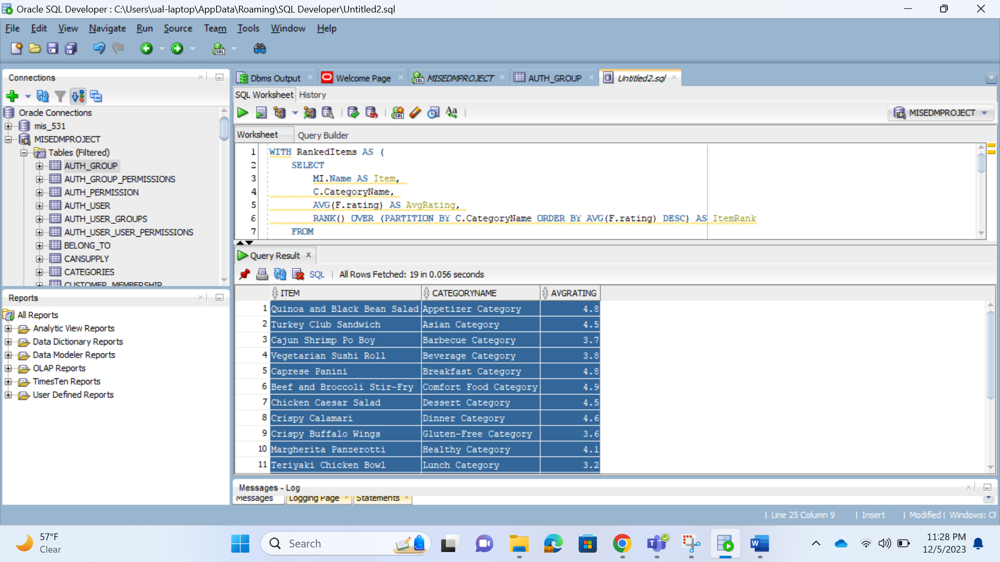 Oracle SQL Developer : C:\Users\ual-laptop\AppData\Roaming\SQL Developer\Untitled2.sql
File Edit View Navigate Run Source Team Tools Window Help
Connections
Oracle Connections
mis_531
MISEDMPROJECT
Tables (Filtered)
AUTH_GROUP
AUTH_GROUP_PERMISSIONS
AUTH_PERMISSION
AUTH_USER
AUTH_USER_GROUPS
AUTH_USER_USER_PERMISSIONS
BELONG_TO
CANSUPPLY
CATEGORIES
CUSTOMER_MEMBERSHIP
Reports
All Reports
Analytic View Reports
Data Dictionary Reports
Data Modeler Reports
OLAP Reports
TimesTen Reports
User Defined Reports
Dbms Output Welcome Page MISEDMPROJECT AUTH_GROUP Untitled2.sql
SQL Worksheet History
MISEDMPROJECT
Worksheet Query Builder
1 WITH RankedItems AS (
2 SELECT
3 MI.Name AS Item,
4 C.CategoryName,
5 AVG(F.rating) AS AvgRating,
6 RANK() OVER (PARTITION BY C.CategoryName ORDER BY AVG(F.rating) DESC) AS ItemRank
7 FROM
Query Result
SQL | All Rows Fetched: 19 in 0.056 seconds
ITEM CATEGORYNAME AVGRATING
1 Quinoa and Black Bean Salad Appetizer Category 4.8
2 Turkey Club Sandwich Asian Category 4.5
3 Cajun Shrimp Po Boy Barbecue Category 3.7
4 Vegetarian Sushi Roll Beverage Category 3.8
5 Caprese Panini Breakfast Category 4.8
6 Beef and Broccoli Stir-Fry Comfort Food Category 4.9
7 Chicken Caesar Salad Dessert Category 4.5
8 Crispy Calamari Dinner Category 4.6
9 Crispy Buffalo Wings Gluten-Free Category 3.6
10 Margherita Panzerotti Healthy Category 4.1
11 Teriyaki Chicken Bowl Lunch Category 3.2
Messages - Log
Messages Logging Page Statements
| Line 25 Column 9 | Insert | Modified | Windows: CF
57°F
Clear
Search
11:28 PM
12/5/2023